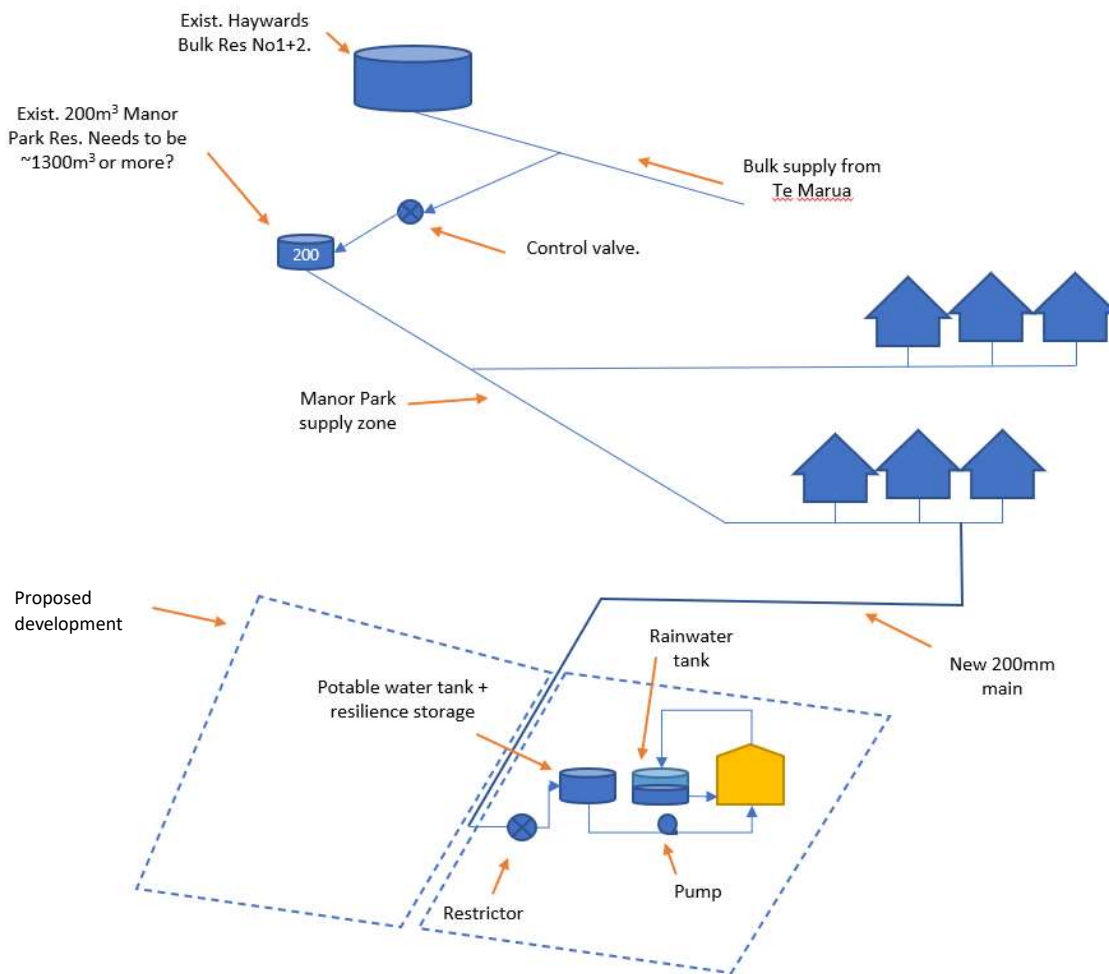 Exist. Haywards
Bulk Res No1+2.
Exist. 200m³ Manor
Park Res. Needs to be
~1300m³ or more?
Bulk supply from
Te Marua
Control valve.
200
Manor Park
supply zone
Proposed
development
Rainwater
tank
New 200mm
main
Potable water tank +
resilience storage
Pump
Restrictor